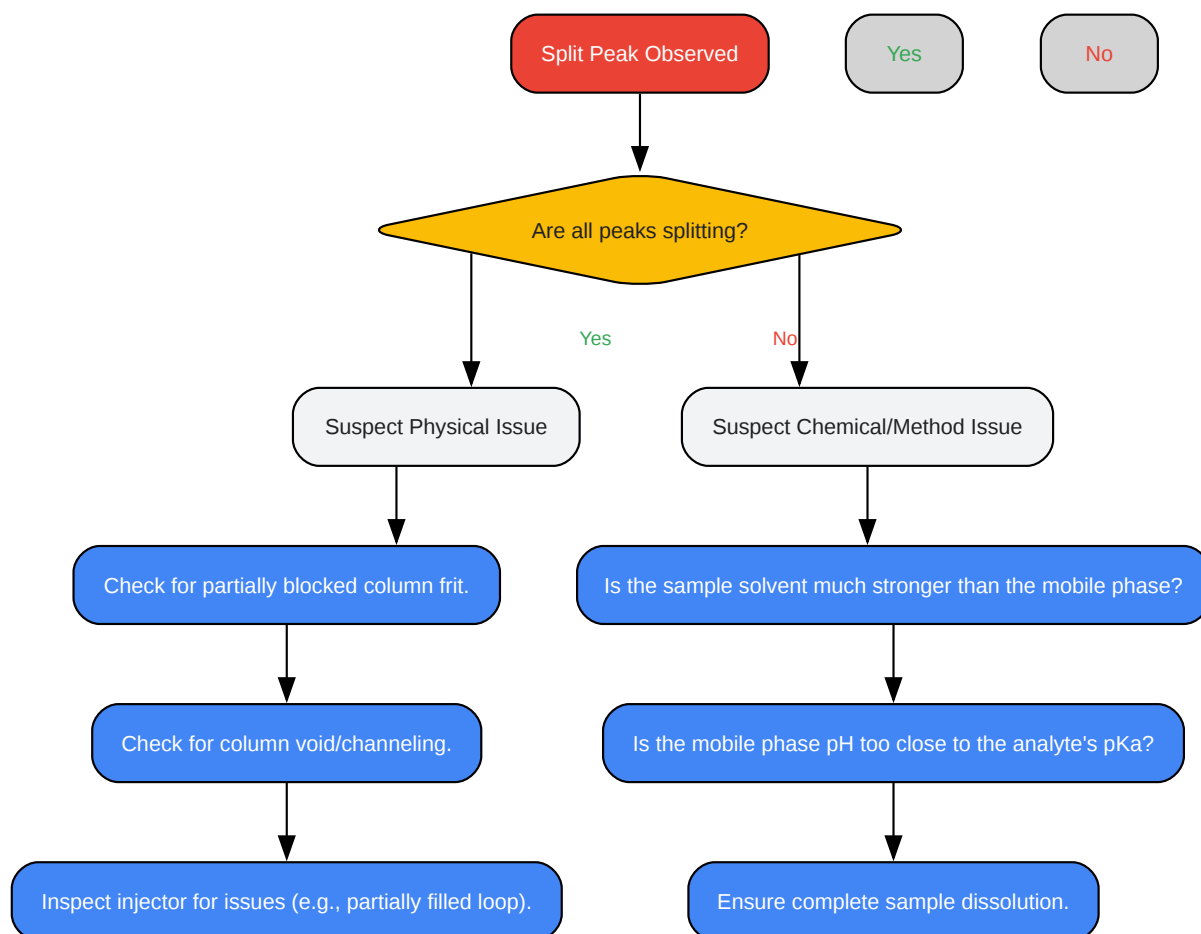 Split Peak Observed
Yes
No
Are all peaks splitting?
Yes
No
Suspect Physical Issue
Suspect Chemical/Method Issue
Check for partially blocked column frit.
Is the sample solvent much stronger than the mobile phase?
Check for column void/channeling.
Is the mobile phase pH too close to the analyte's pKa?
Inspect injector for issues (e.g., partially filled loop).
Ensure complete sample dissolution.